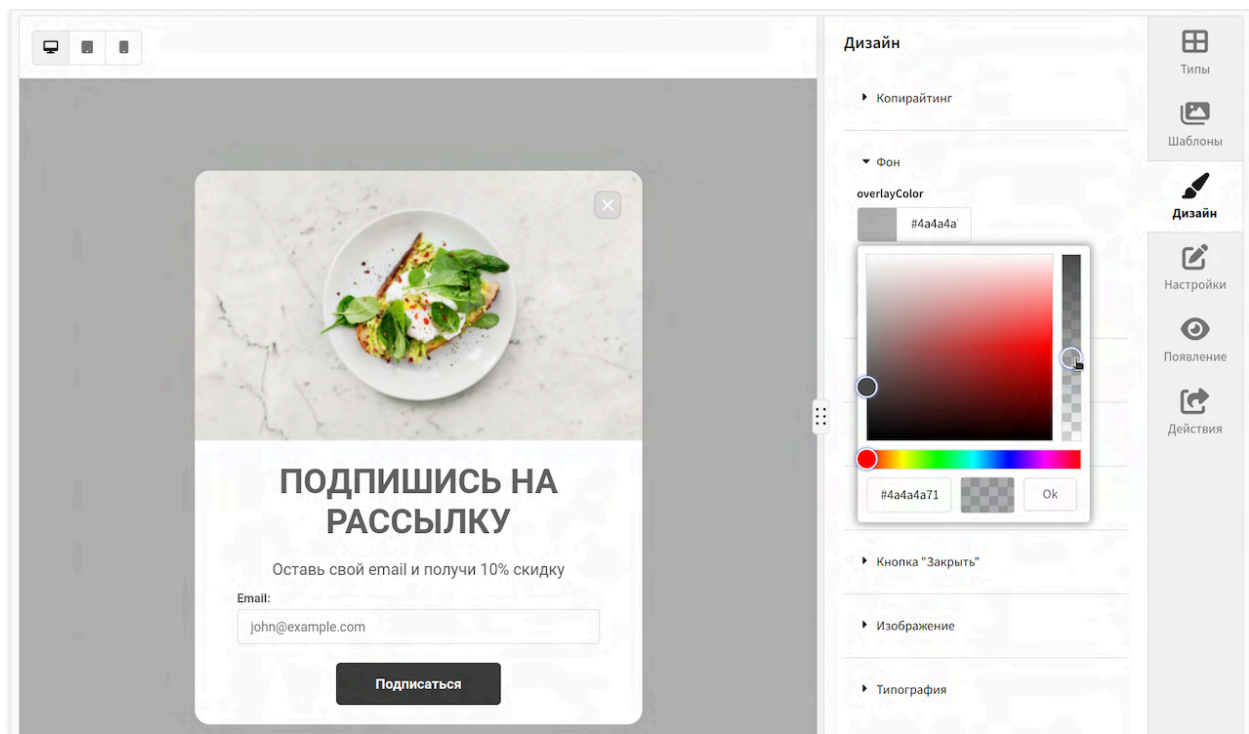 Дизайн
Типы
Копирайтинг
Шаблоны
Фон
overlayColor
#4a4a4a
Дизайн
Настройки
Появление
Действия
#4a4a4a71
Ok
ПОДПИШИСЬ НА
РАССЫЛКУ
Оставь свой email и получи 10% скидку
Email:
john@example.com
Подписаться
Кнопка "Закрыть"
Изображение
Типография